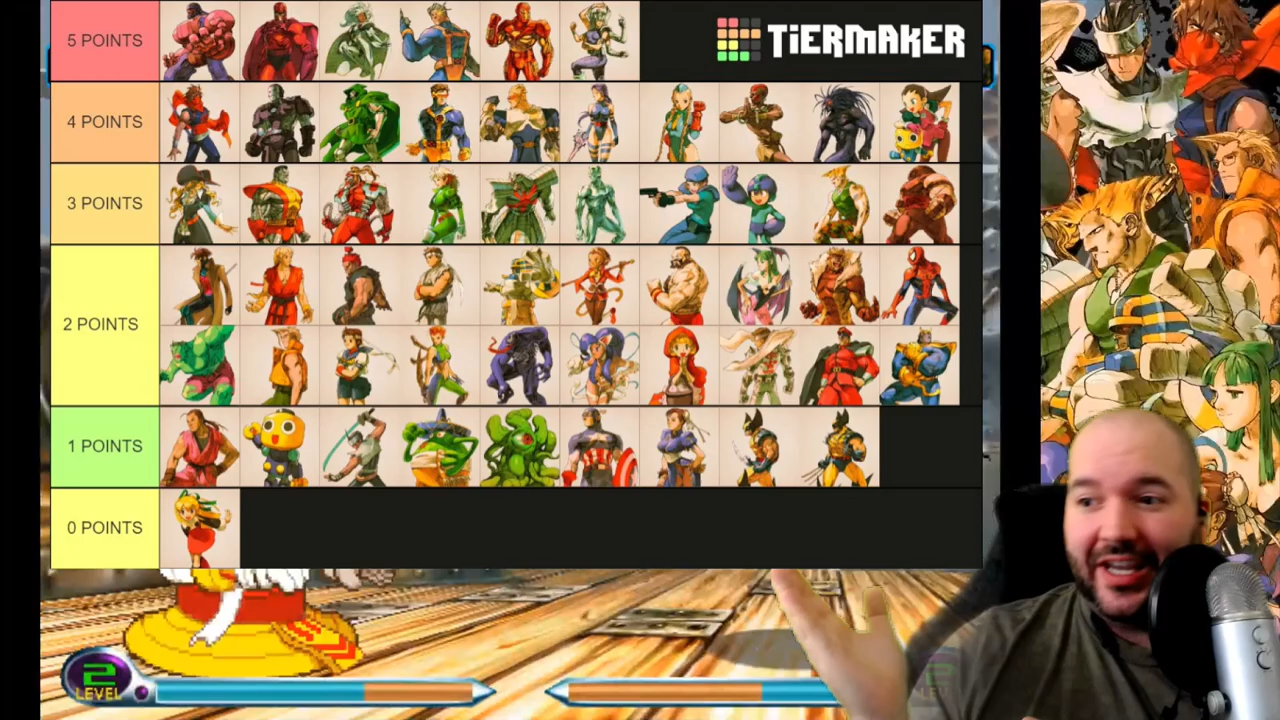 5 POINTS
TiERMAKER
4 POINTS
3 POINTS
2 POINTS
1 POINTS
0 POINTS
2
LEVEL